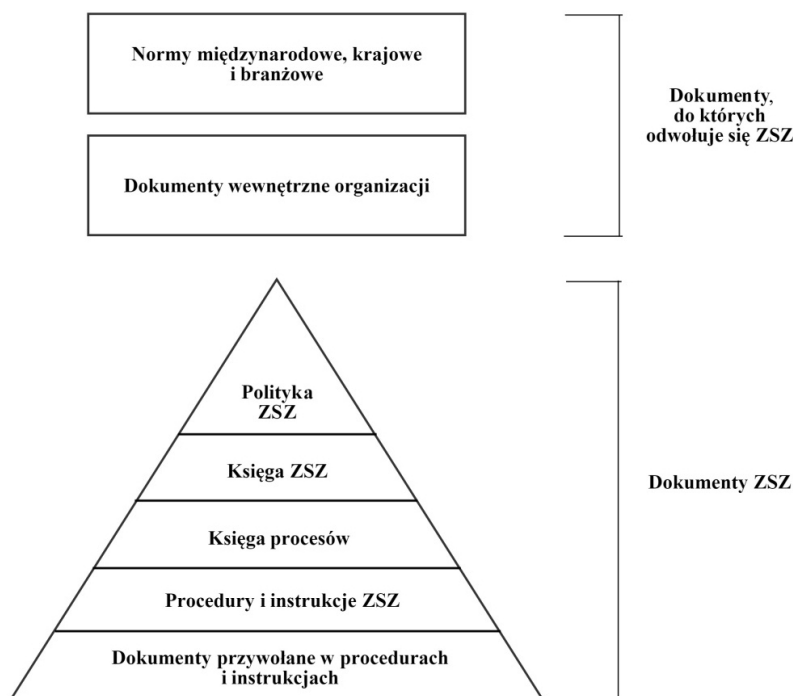 Normy międzynarodowe, krajowe
i branżowe
Dokumenty,
do których
odwołuje się ZSZ
Dokumenty wewnętrzne organizacji
Polityka
ZSZ
Księga ZSZ
Dokumenty ZSZ
Księga procesów
Procedury i instrukcje ZSZ
Dokumenty przywołane w procedurach
i instrukcjach